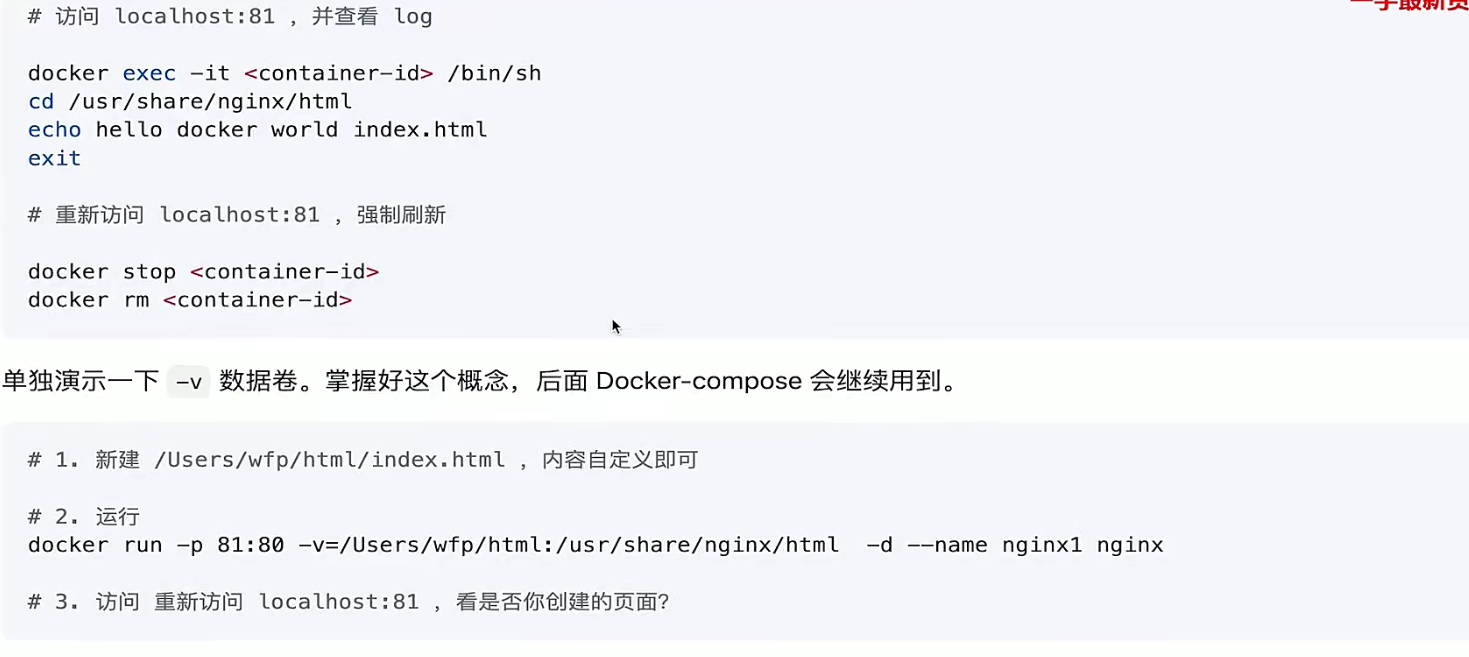 # 访问 localhost:81 ，并查看 log
docker exec -it <container-id> /bin/sh
cd /usr/share/nginx/html
echo hello docker world index.html
exit
# 重新访问 localhost:81 ，强制刷新
docker stop <container-id>
docker rm <container-id>
单独演示一下 -v 数据卷。掌握好这个概念，后面 Docker-compose 会继续用到。
# 1. 新建 /Users/wfp/html/index.html ，内容自定义即可
# 2. 运行
docker run -p 81:80 -v=/Users/wfp/html:/usr/share/nginx/html  -d --name nginx1 nginx
# 3. 访问 重新访问 localhost:81 ，看是否你创建的页面？